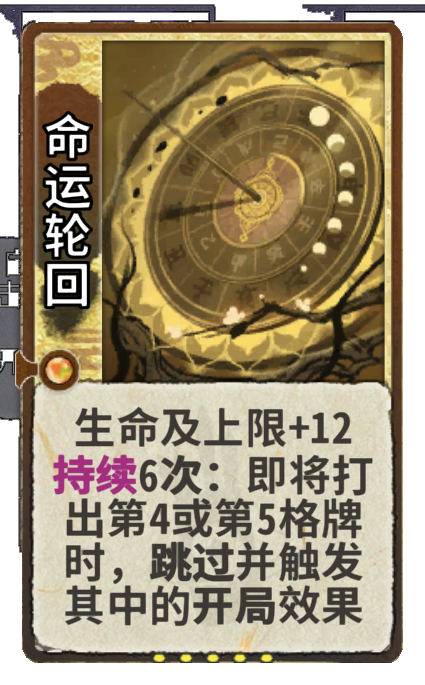 命运轮回
生命及上限+12
持续6次：即将打
出第4或第5格牌
时，跳过并触发
其中的开局效果